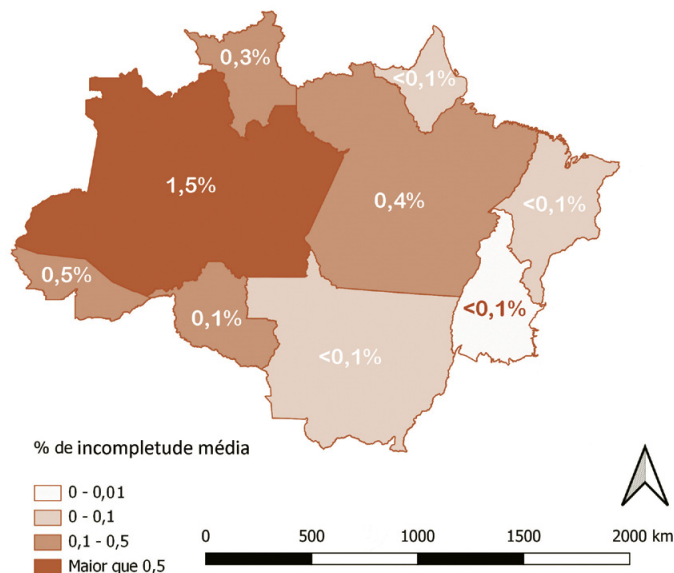 0,3%
<0,1%
1,5%
0,4%
<0,1%
0,5%
0,1%
<0,1%
<0,1%
% de incompletude média
0 - 0,01
0 - 0,1
0,1 - 0,5
Maior que 0,5
0 500 1000 1500 2000 km